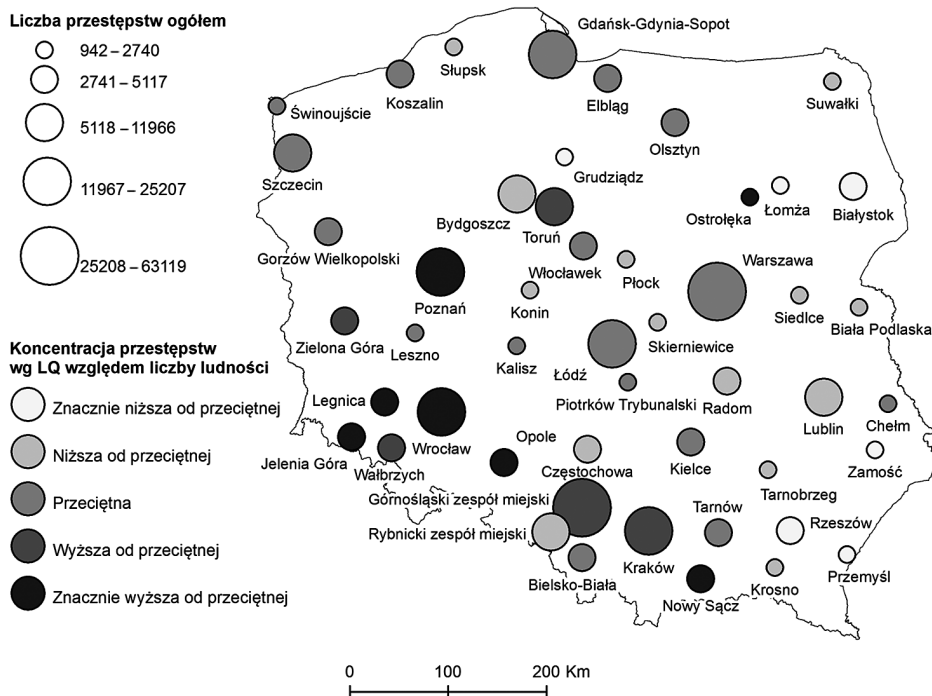 Liczba przestępstw ogółem
942 – 2740
2741 – 5117
5118 – 11966
11967 – 25207
25208 – 63119
Koncentracja przestępstw
wg LQ względem liczby ludności
Znacznie niższa od przeciętnej
Niższa od przeciętnej
Przeciętna
Wyższa od przeciętnej
Znacznie wyższa od przeciętnej
Gdańsk-Gdynia-Sopot
Słupsk
Koszalin
Elbląg
Suwałki
Świnoujście
Olsztyn
Szczecin
Grudziądz
Ostrołęka
Łomża
Białystok
Bydgoszcz
Toruń
Gorzów Wielkopolski
Włocławek
Warszawa
Płock
Poznań
Konin
Siedlce
Biała Podlaska
Zielona Góra
Leszno
Skierniewice
Kalisz
Łódź
Piotrków Trybunalski
Radom
Legnica
Lublin
Chełm
Jelenia Góra
Wrocław
Opole
Wałbrzych
Częstochowa
Kielce
Zamość
Tarnobrzeg
Górnośląski zespół miejski
Tarnów
Rzeszów
Rybnicki zespół miejski
Kraków
Przemyśl
Bielsko-Biała
Nowy Sącz
Krosno
0 100 200 Km